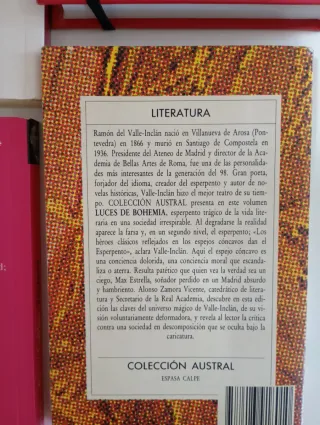 LITERATURA
Ramón del Valle-Inclán nació en Villanueva de Arosa (Pon-
tevedra) en 1866 y murió en Santiago de Compostela en
1936. Presidente del Ateneo de Madrid y director de la Aca-
demia de Bellas Artes de Roma, fue una de las personalida-
des más interesantes de la generación del 98. Gran poeta,
forjador del idioma, creador del esperpento y autor de no-
velas históricas, Valle-Inclán hizo el mejor teatro de su tiem-
po. COLECCIÓN AUSTRAL presenta en este volumen
LUCES DE BOHEMIA, esperpento trágico de la vida lite-
raria en una sociedad irrespirable. Al degradarse la realidad
aparece la farsa y, en un segundo nivel, el esperpento; «Los
héroes clásicos reflejados en los espejos cóncavos dan el
Esperpento», aclara Valle-Inclán. Aquí el espejo cóncavo es
una conciencia dolorida, una conciencia moral que escanda-
liza o aterra. Resulta patético que quien vea la verdad sea un
ciego, Max Estrella, soñador perdido en un Madrid absurdo
y hambriento. Alonso Zamora Vicente, catedrático de litera-
tura y Secretario de la Real Academia, descubre en esta edi-
ción las claves del universo mágico de Valle-Inclán, de su vi-
sión voluntariamente deformadora, y revela al lector la crítica
contra una sociedad en descomposición que se oculta bajo la
caricatura.
COLECCIÓN AUSTRAL
ESPASA CALPE